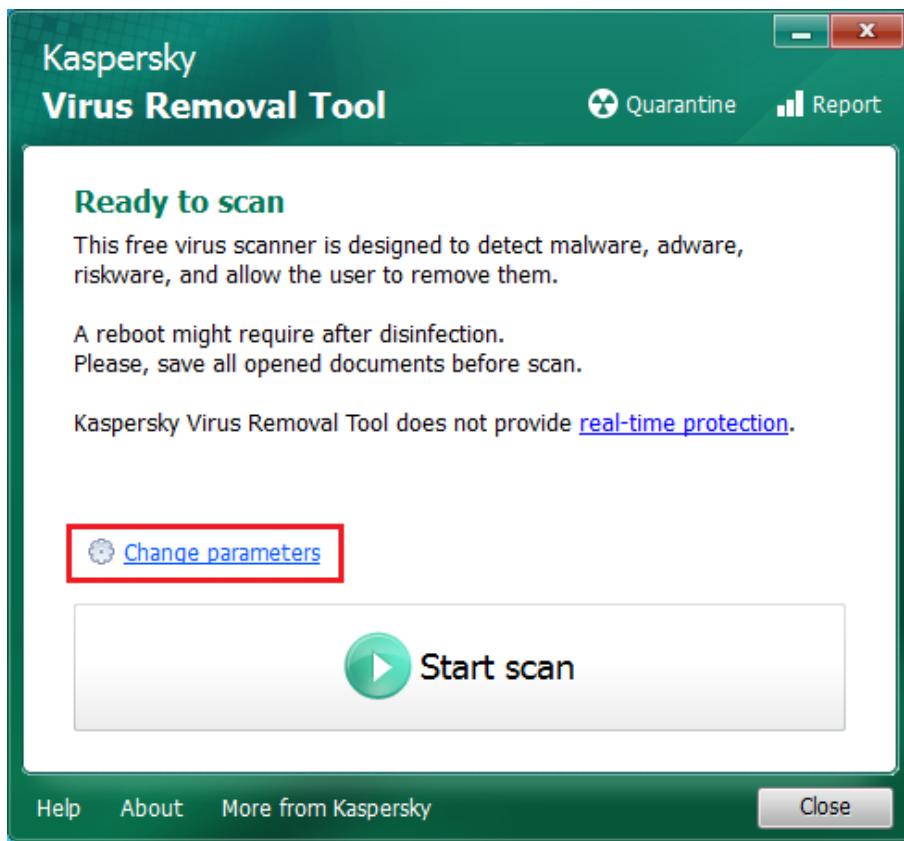 Kaspersky
Virus Removal Tool
Quarantine
Report
Ready to scan
This free virus scanner is designed to detect malware, adware,
riskware, and allow the user to remove them.
A reboot might require after disinfection.
Please, save all opened documents before scan.
Kaspersky Virus Removal Tool does not provide real-time protection.
Change parameters
Start scan
Help
About
More from Kaspersky
Close